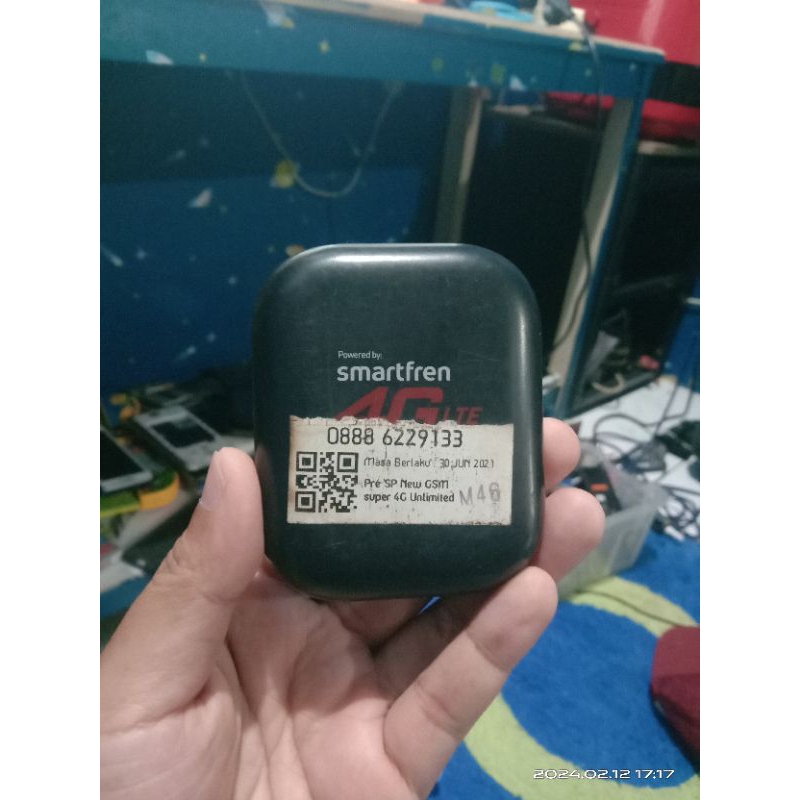 Powered by:
smartfren
4G LTE
0888 6229133
Masa Berlaku : 30 JUN 2021
Pre SP New GSM
super 4G Unlimited
M46
2024.02.12 17:17